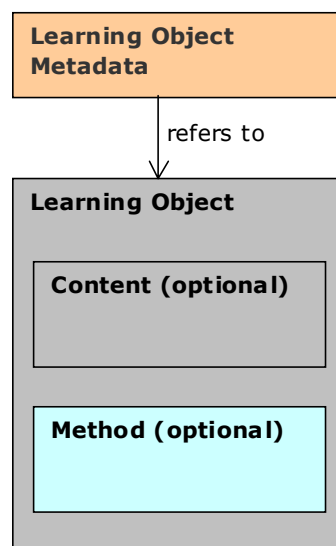 Learning Object
Metadata
refers to
Learning Object
Content (optional)
Method (optional)